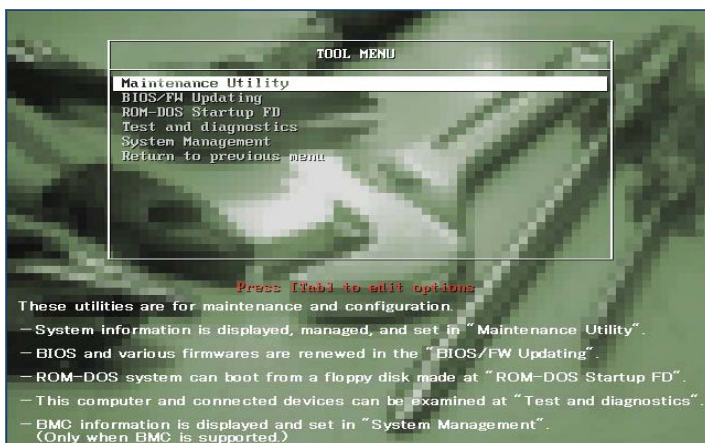 TOOL MENU
Maintenance Utility
BIOS/FW Updating
ROM-DOS Startup FD
Test and diagnostics
System Management
Return to previous menu
Press [Tab] to edit options
These utilities are for maintenance and configuration.
－System information is displayed, managed, and set in "Maintenance Utility".
－BIOS and various firmwares are renewed in the "BIOS/FW Updating".
－ROM-DOS system can boot from a floppy disk made at "ROM-DOS Startup FD".
－This computer and connected devices can be examined at "Test and diagnostics".
－BMC information is displayed and set in "System Management".
(Only when BMC is supported.)